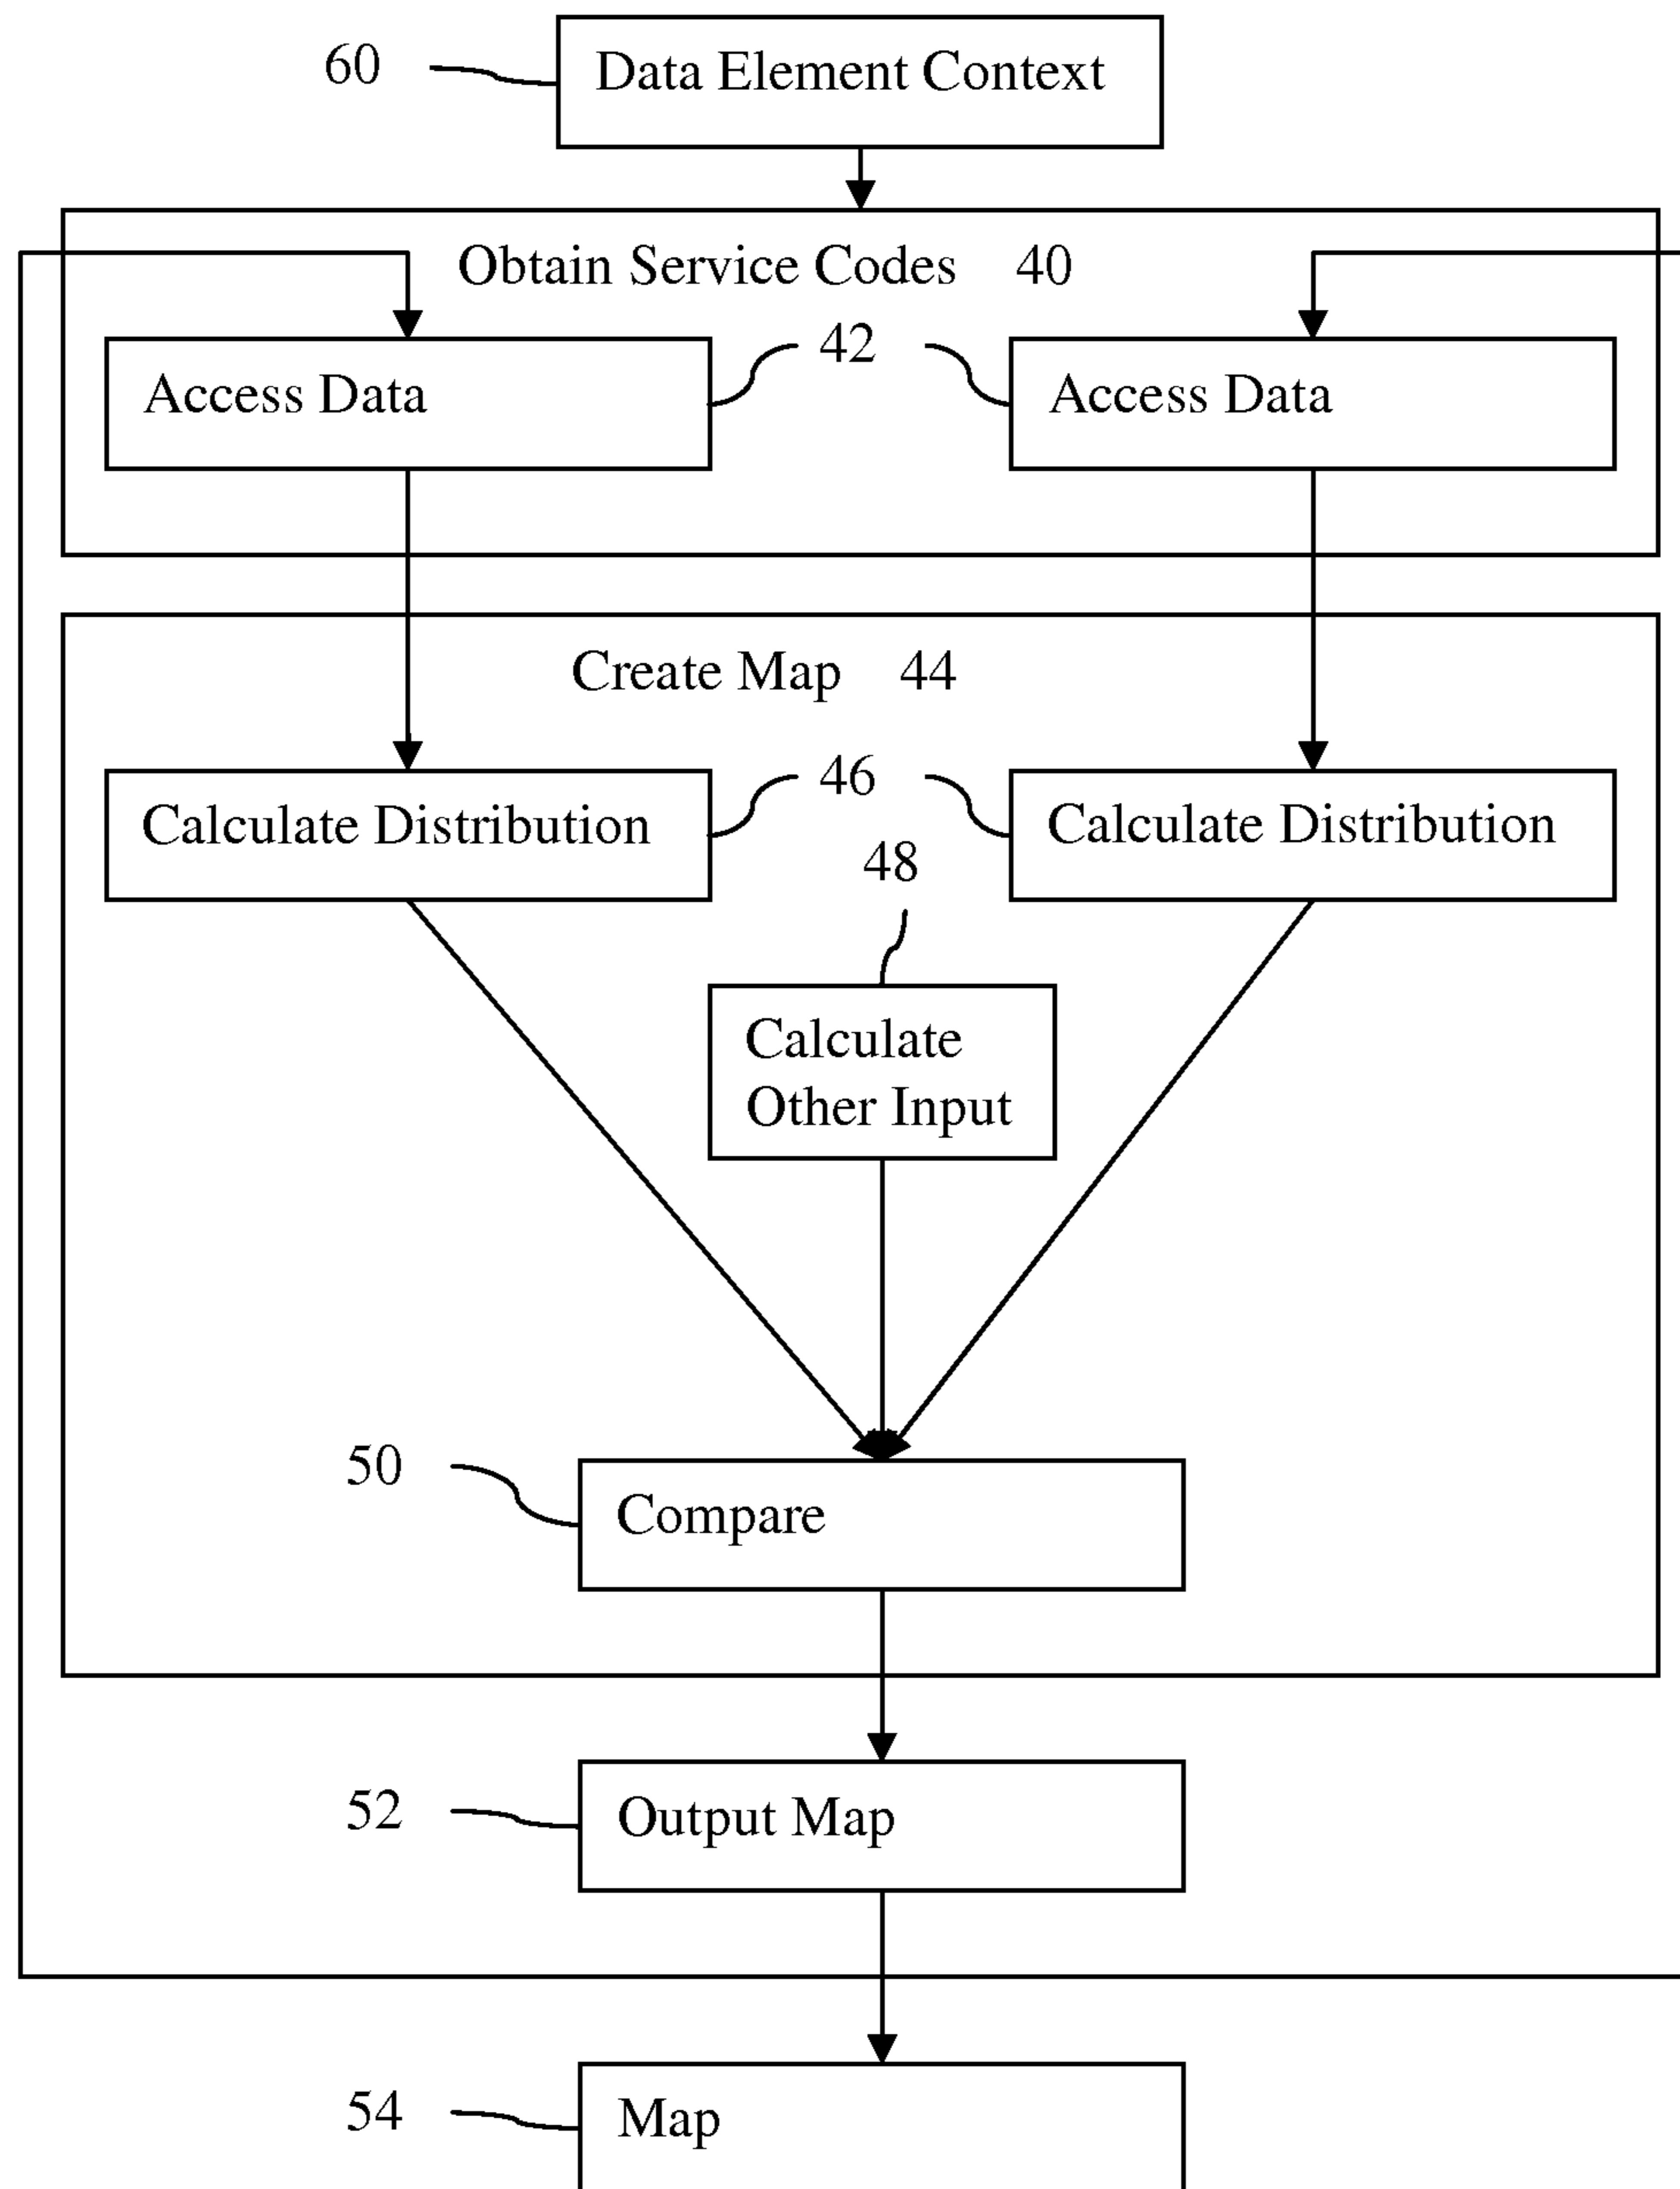 60
Data Element Context
Obtain Service Codes 40
42
Access Data
Access Data
Create Map 44
46
Calculate Distribution
Calculate Distribution
48
Calculate
Other Input
50
Compare
52
Output Map
54
Map